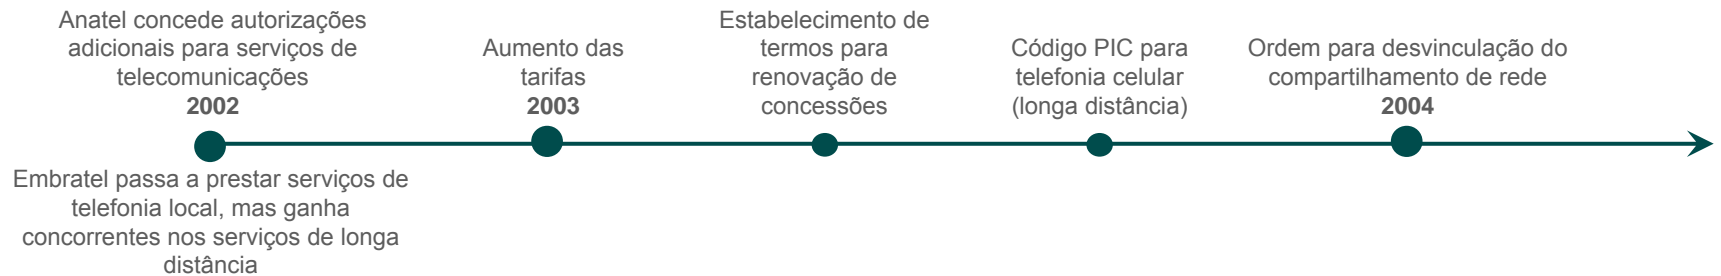 Anatel concede autorizações
adicionais para serviços de
telecomunicações
2002
Embratel passa a prestar serviços de
telefonia local, mas ganha
concorrentes nos serviços de longa
distância
Aumento das
tarifas
2003
Estabelecimento de
termos para
renovação de
concessões
Código PIC para
telefonia celular
(longa distância)
Ordem para desvinculação do
compartilhamento de rede
2004